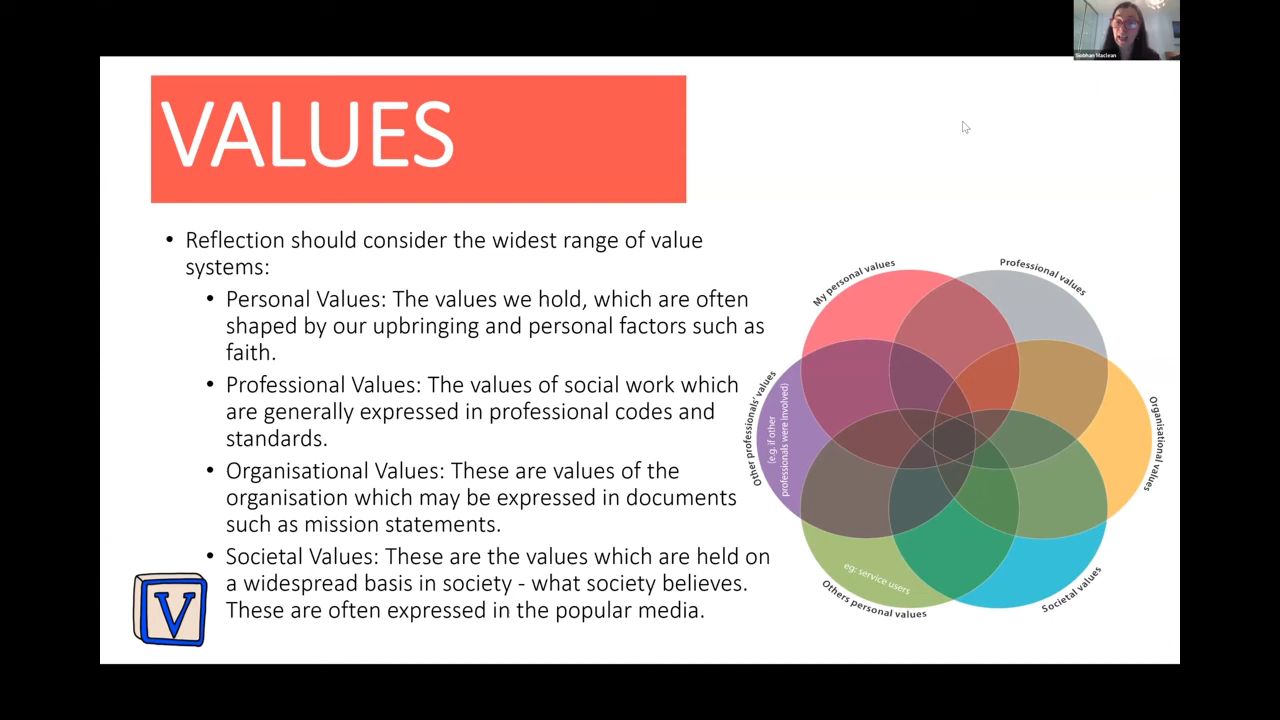 Siobhan Maclean
VALUES
• Reflection should consider the widest range of value
systems:
• Personal Values: The values we hold, which are often
shaped by our upbringing and personal factors such as
faith.
• Professional Values: The values of social work which
are generally expressed in professional codes and
standards.
• Organisational Values: These are values of the
organisation which may be expressed in documents
such as mission statements.
• Societal Values: These are the values which are held on
a widespread basis in society - what society believes.
These are often expressed in the popular media.
V
My personal values
Professional values
Other professionals' values
(e.g. if other
professionals were involved)
Organisational values
eg: service users
Others personal values
Societal values